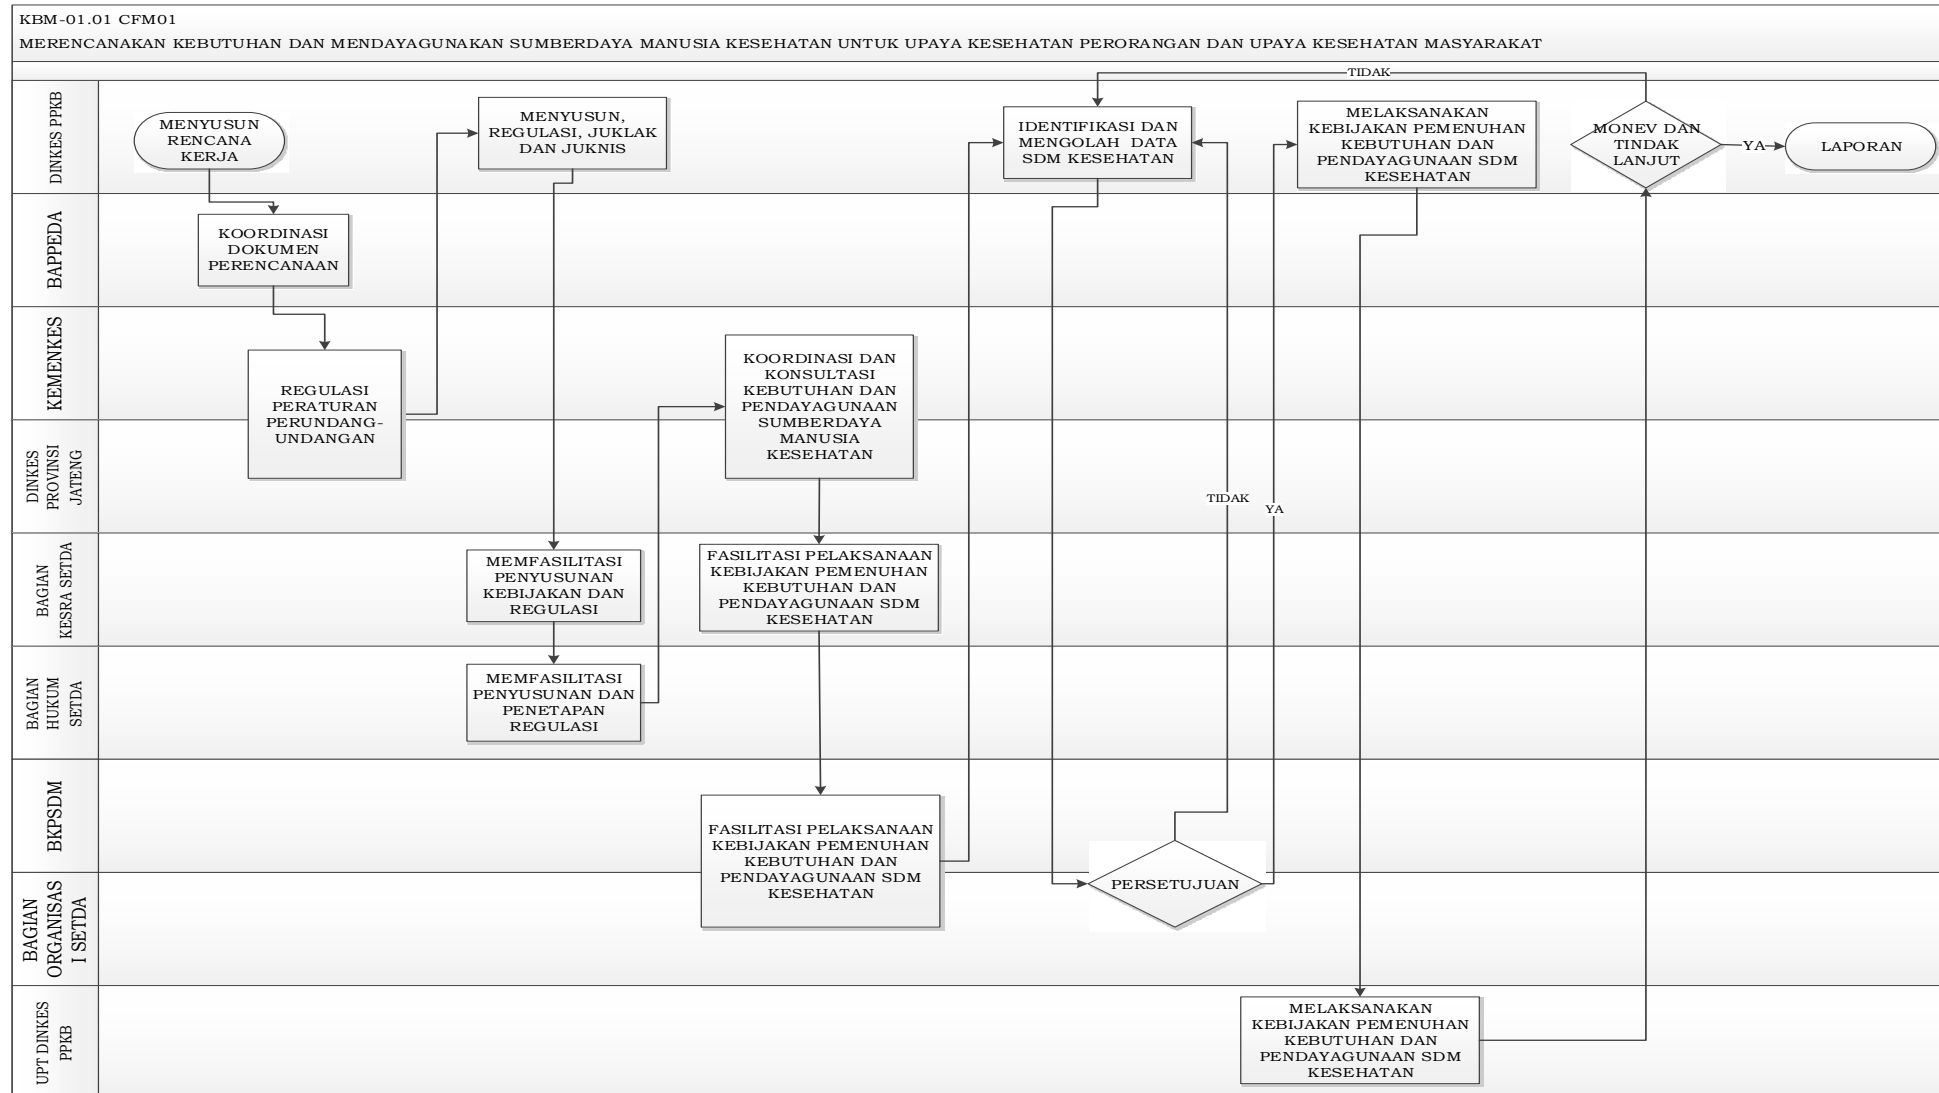 KBM-01.01 CFM01
MERENCANAKAN KEBUTUHAN DAN MENDAYAGUNAKAN SUMBERDAYA MANUSIA KESEHATAN UNTUK UPAYA KESEHATAN PERORANGAN DAN UPAYA KESEHATAN MASYARAKAT
DINKES PPKB
MENYUSUN
RENCANA
KERJA
MENYUSUN,
REGULASI, JUKLAK
DAN JUKNIS
IDENTIFIKASI DAN
MENGOLAH DATA
SDM KESEHATAN
MELAKSANAKAN
KEBIJAKAN PEMENUHAN
KEBUTUHAN DAN
PENDAYAGUNAAN SDM
KESEHATAN
TIDAK
MONEV DAN
TINDAK
LANJUT
YA
LAPORAN
BAPPEDA
KOORDINASI
DOKUMEN
PERENCANAAN
KEMENKES
REGULASI
PERATURAN
PERUNDANG-
UNDANGAN
KOORDINASI DAN
KONSULTASI
KEBUTUHAN DAN
PENDAYAGUNAAN
SUMBERDAYA
MANUSIA
KESEHATAN
DINKES
PROVINSI
JATENG
TIDAK
YA
BAGIAN
KESRA SETDA
MEMFASILITASI
PENYUSUNAN
KEBIJAKAN DAN
REGULASI
FASILITASI PELAKSANAAN
KEBIJAKAN PEMENUHAN
KEBUTUHAN DAN
PENDAYAGUNAAN SDM
KESEHATAN
BAGIAN
HUKUM
SETDA
MEMFASILITASI
PENYUSUNAN DAN
PENETAPAN
REGULASI
BKPSDM
FASILITASI PELAKSANAAN
KEBIJAKAN PEMENUHAN
KEBUTUHAN DAN
PENDAYAGUNAAN SDM
KESEHATAN
PERSETUJUAN
BAGIAN
ORGANISAS
I SETDA
UPT DINKES
PPKB
MELAKSANAKAN
KEBIJAKAN PEMENUHAN
KEBUTUHAN DAN
PENDAYAGUNAAN SDM
KESEHATAN